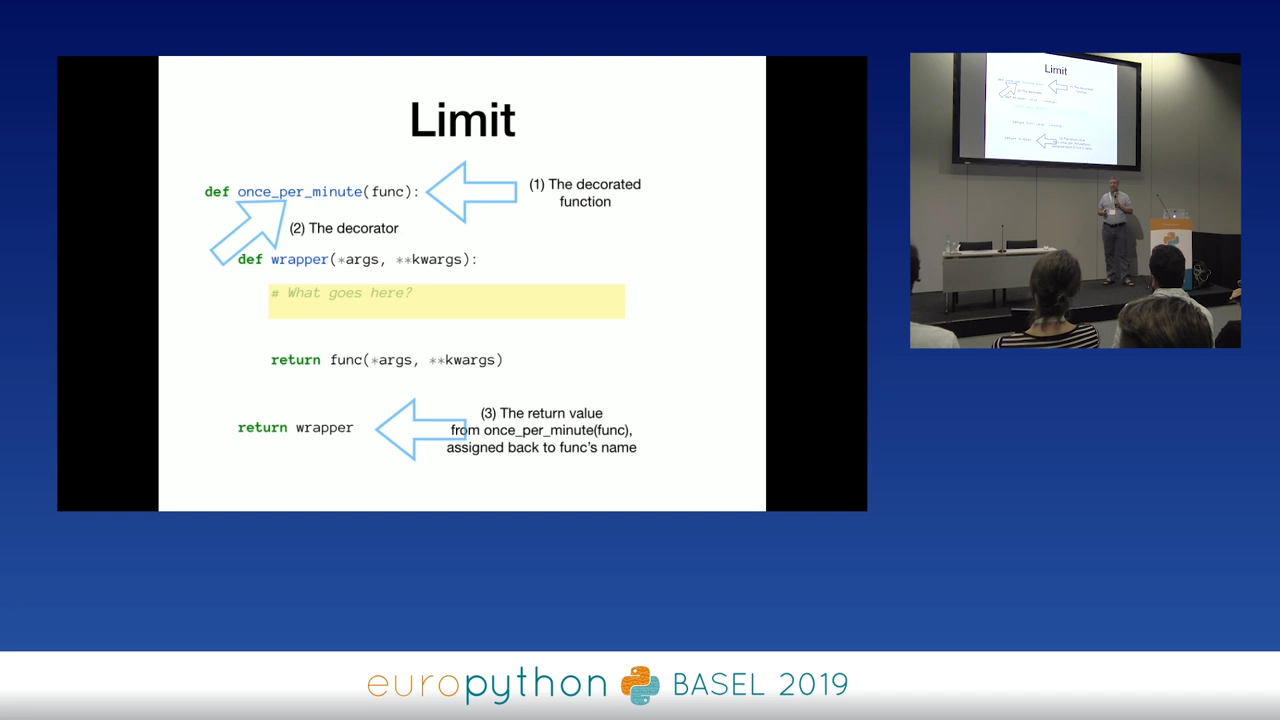 Limit
def once_per_minute(func):
(1) The decorated
function
(2) The decorator
def wrapper(*args, **kwargs):
# What goes here?
return func(*args, **kwargs)
return wrapper
(3) The return value
from once_per_minute(func),
assigned back to func's name
Limit
europython BASEL 2019